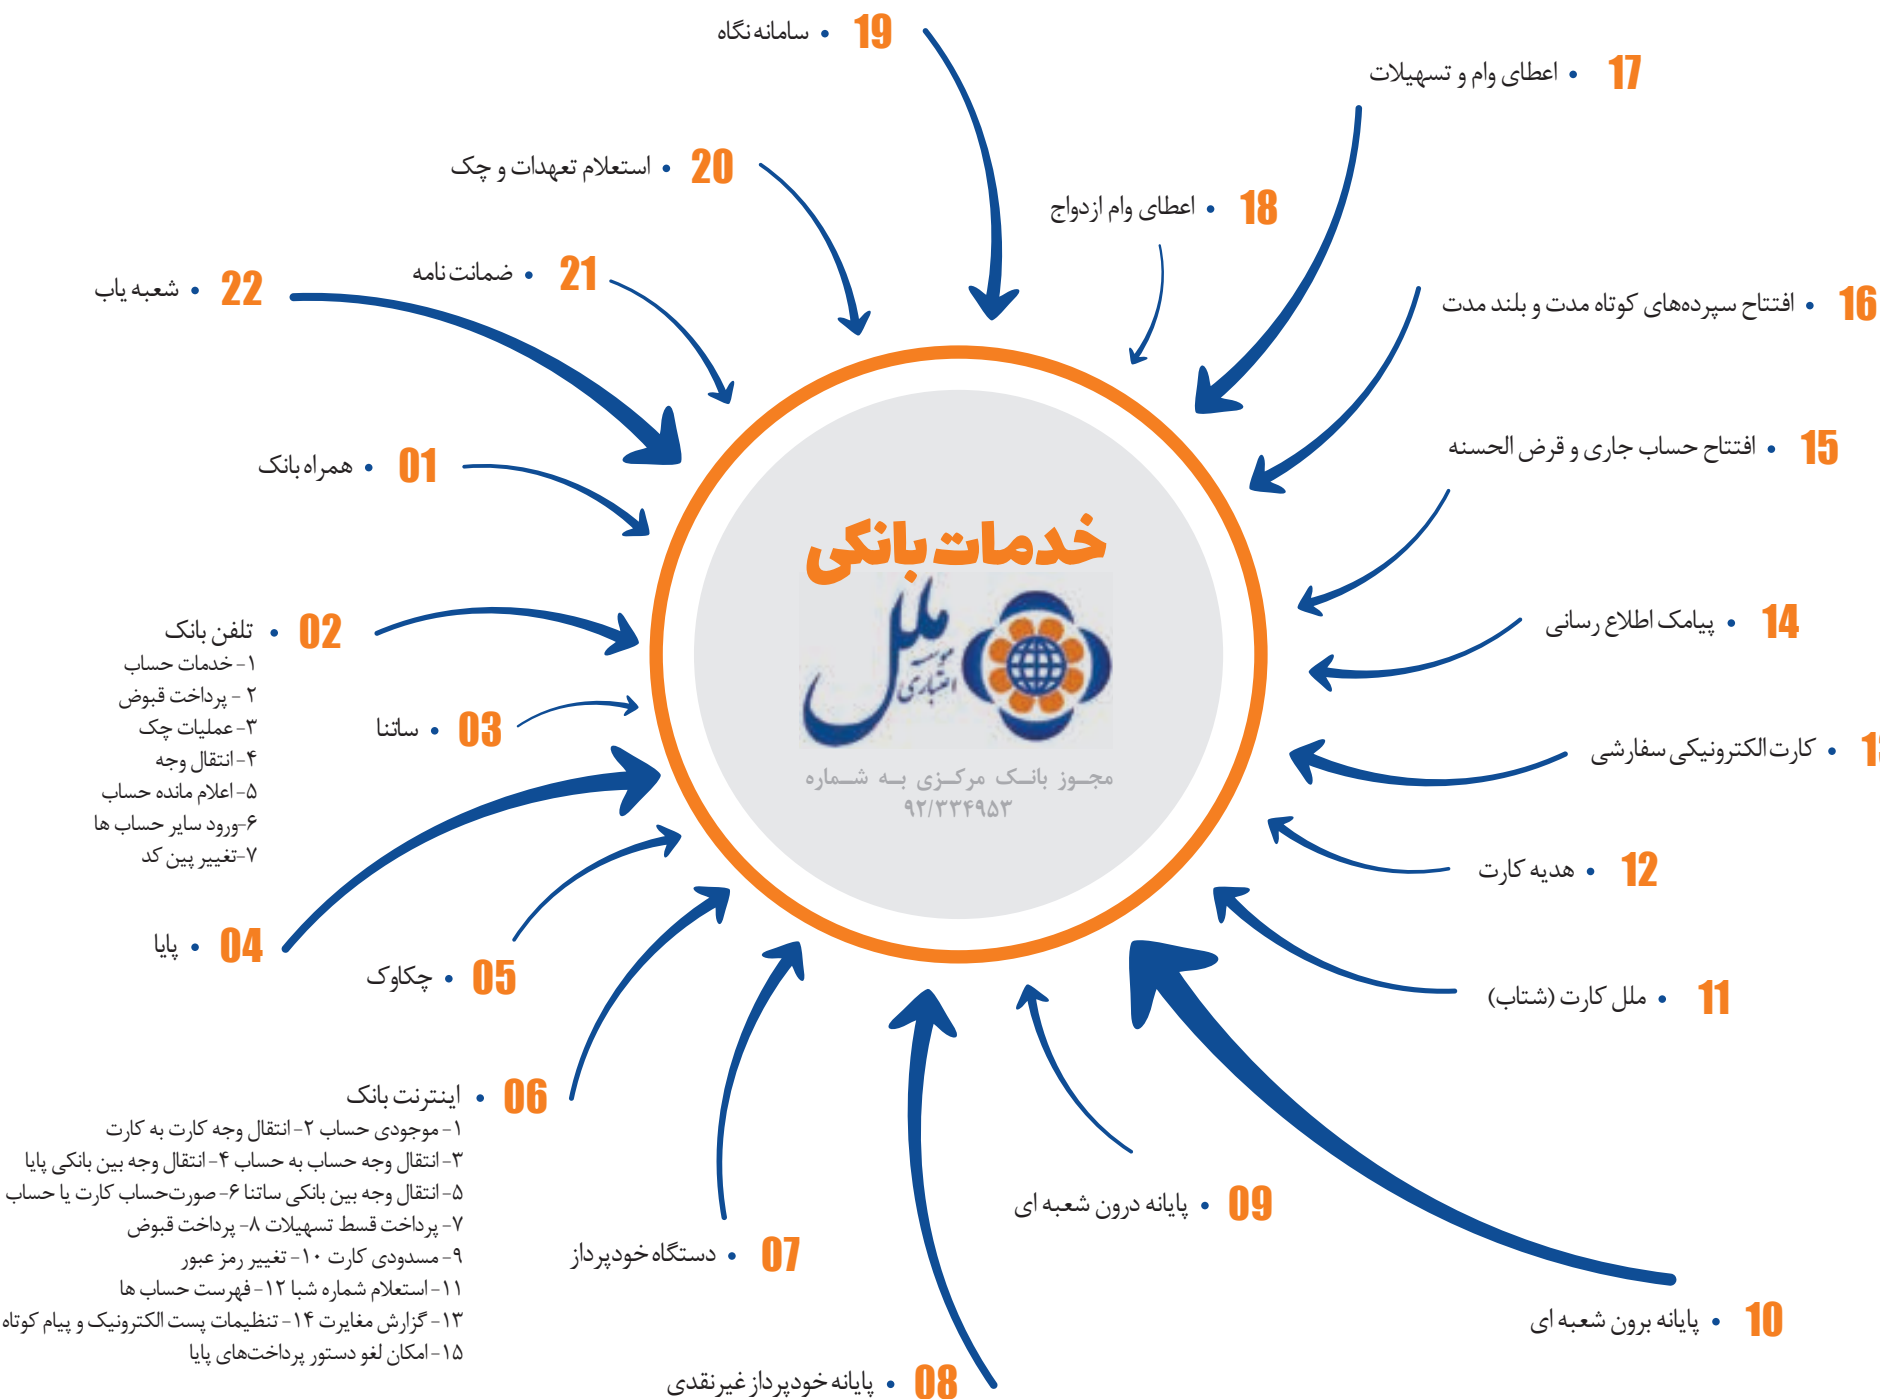 خدمات بانکی
ملل
موسسه
اعتباری
مجوز بانک مرکزی به شماره
۹۲/۳۳۴۹۵۳
01 • همراه بانک
02 • تلفن بانک
۱- خدمات حساب
۲ - پرداخت قبوض
۳- عملیات چک
۴- انتقال وجه
۵- اعلام مانده حساب
۶-ورود سایر حساب ها
۷-تغییر پین کد
03 • ساتنا
04 • پایا
05 • چکاوک
06 • اینترنت بانک
۱- موجودی حساب ۲- انتقال وجه کارت به کارت
۳- انتقال وجه حساب به حساب ۴- انتقال وجه بین بانکی پایا
۵- انتقال وجه بین بانکی ساتنا ۶- صورت‌حساب کارت یا حساب
۷- پرداخت قسط تسهیلات ۸- پرداخت قبوض
۹- مسدودی کارت ۱۰- تغییر رمز عبور
۱۱- استعلام شماره شبا ۱۲- فهرست حساب ها
۱۳- گزارش مغایرت ۱۴- تنظیمات پست الکترونیک و پیام کوتاه
۱۵- امکان لغو دستور پرداخت‌های پایا
07 • دستگاه خودپرداز
08 • پایانه خودپرداز غیرنقدی
09 • پایانه درون شعبه ای
10 • پایانه برون شعبه ای
11 • ملل کارت (شتاب)
12 • هدیه کارت
13 • کارت الکترونیکی سفارشی
14 • پیامک اطلاع رسانی
15 • افتتاح حساب جاری و قرض الحسنه
16 • افتتاح سپرده‌های کوتاه مدت و بلند مدت
17 • اعطای وام و تسهیلات
18 • اعطای وام ازدواج
19 • سامانه نگاه
20 • استعلام تعهدات و چک
21 • ضمانت نامه
22 • شعبه یاب